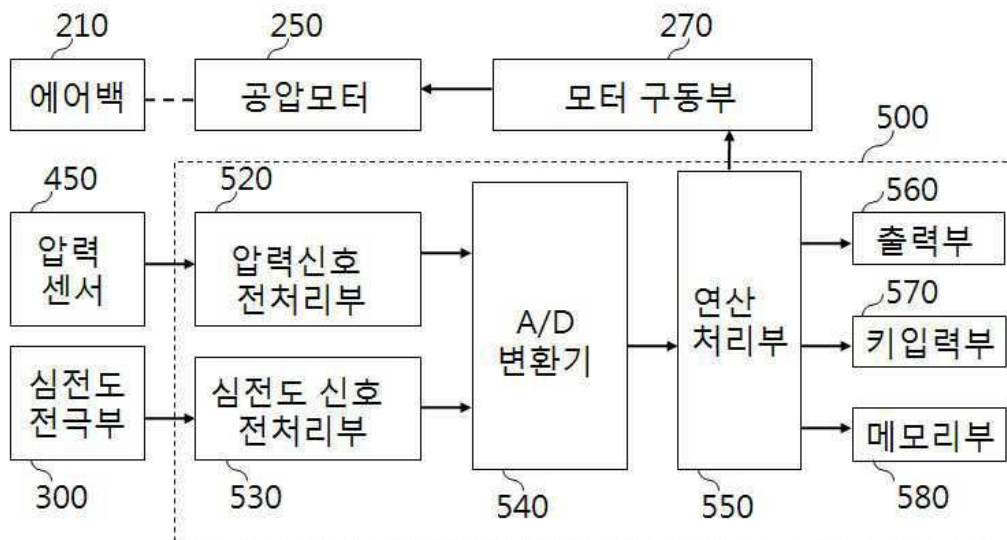 210
250
270
에어백
공압모터
모터 구동부
500
450
520
560
압력
센서
압력신호
전처리부
출력부
A/D
변환기
연산
처리부
570
키입력부
심전도
전극부
심전도 신호
전처리부
메모리부
300
530
540
550
580